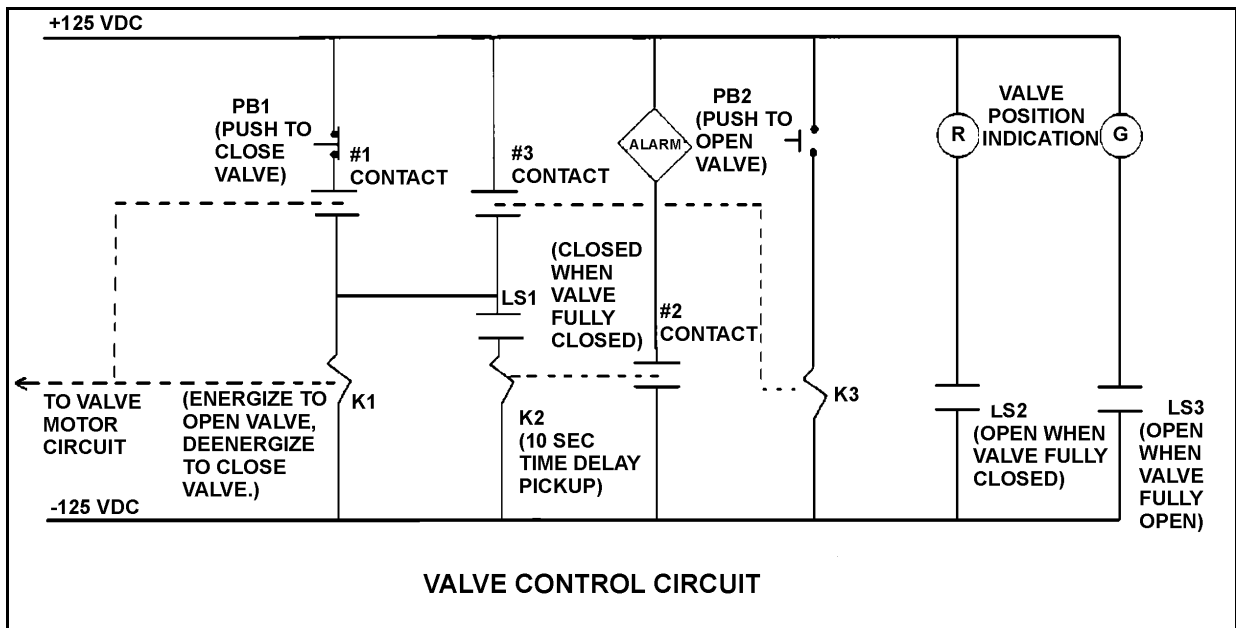 +125 VDC
PB1
(PUSH TO
CLOSE
VALVE)
#1
CONTACT
#3
CONTACT
ALARM
PB2
(PUSH TO
OPEN
VALVE)
R
VALVE
POSITION
INDICATION
G
(CLOSED
WHEN
VALVE
FULLY
CLOSED)
LS1
#2
CONTACT
TO VALVE
MOTOR
CIRCUIT
(ENERGIZE TO
OPEN VALVE,
DEENERGIZE
TO CLOSE
VALVE.)
K1
K2
(10 SEC
TIME DELAY
PICKUP)
K3
LS2
(OPEN WHEN
VALVE FULLY
CLOSED)
LS3
(OPEN
WHEN
VALVE
FULLY
OPEN)
-125 VDC
VALVE CONTROL CIRCUIT